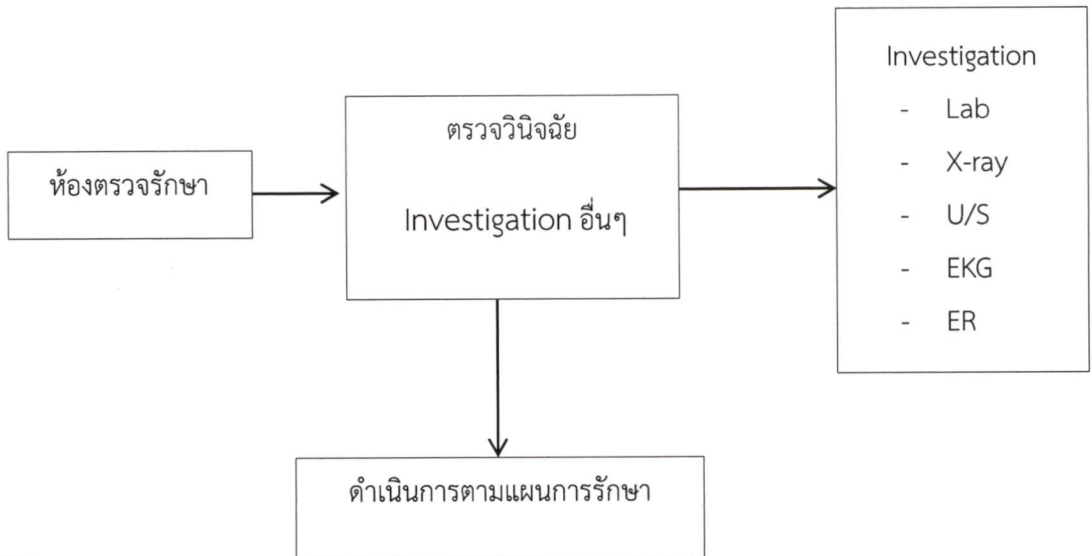 ห้องตรวจรักษา
ตรวจวินิจฉัย
Investigation อื่นๆ
Investigation
- Lab
- X-ray
- U/S
- EKG
- ER
ดำเนินการตามแผนการรักษา